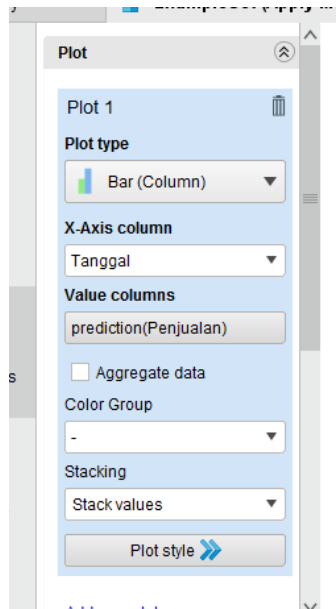 Plot
Plot 1
Plot type
Bar (Column)
X-Axis column
Tanggal
Value columns
prediction(Penjualan)
Aggregate data
Color Group
-
Stacking
Stack values
Plot style